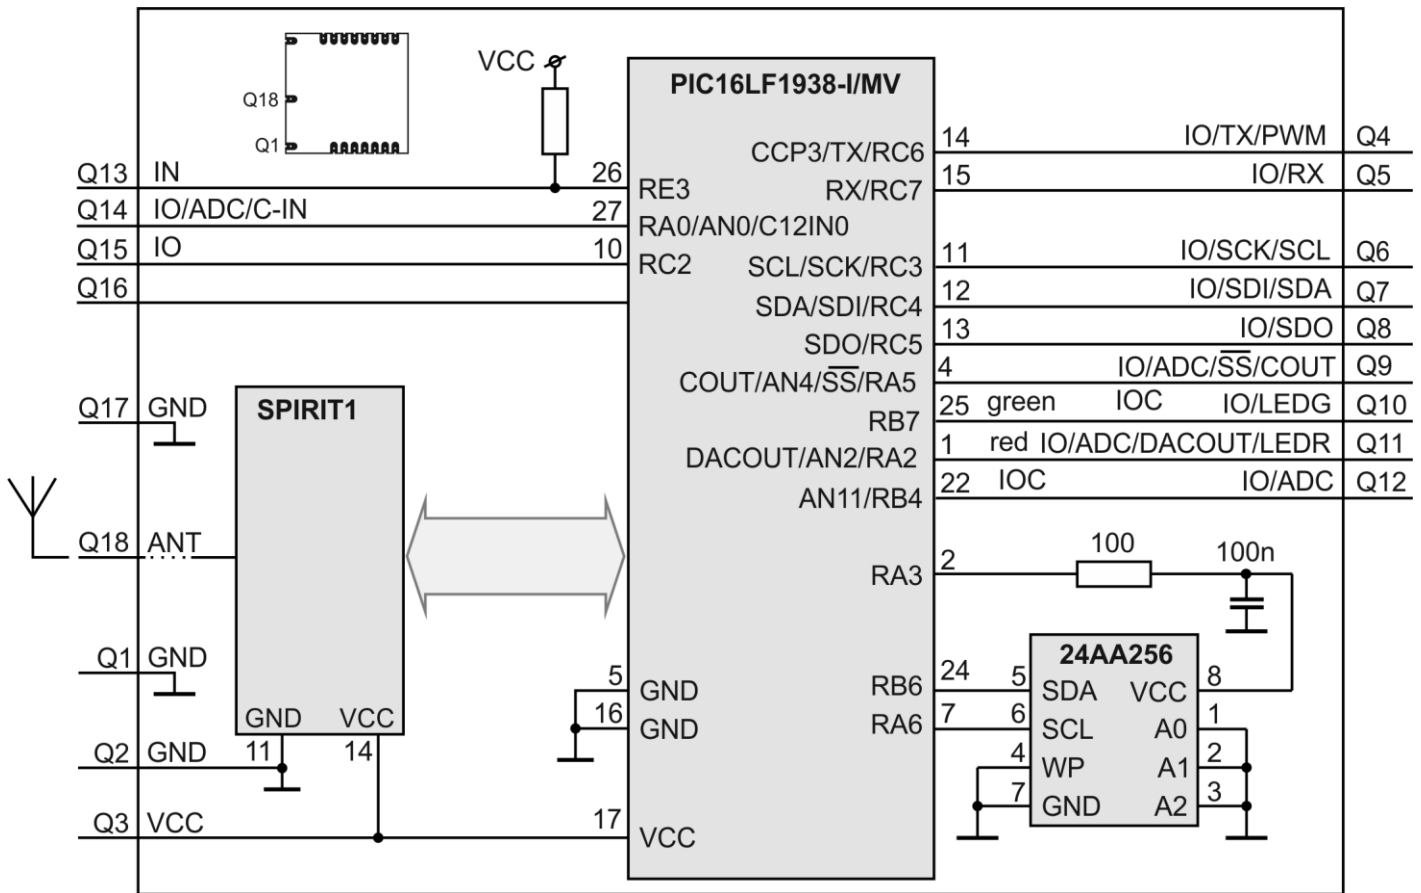 VCC
PIC16LF1938-I/MV
Q18
Q1
Q13 IN 26 RE3
Q14 IO/ADC/C-IN 27 RA0/AN0/C12IN0
Q15 IO 10 RC2
Q16
CCP3/TX/RC6 14 IO/TX/PWM Q4
RX/RC7 15 IO/RX Q5
SCL/SCK/RC3 11 IO/SCK/SCL Q6
SDA/SDI/RC4 12 IO/SDI/SDA Q7
SDO/RC5 13 IO/SDO Q8
COUT/AN4/S̅S̅/RA5 4 IO/ADC/S̅S̅/COUT Q9
RB7 25 green IOC IO/LEDG Q10
DACOUT/AN2/RA2 1 red IO/ADC/DACOUT/LEDR Q11
AN11/RB4 22 IOC IO/ADC Q12
Q17 GND
SPIRIT1
Q18 ANT
Q1 GND
GND VCC
11 14
Q2 GND
Q3 VCC 17 VCC
5 GND
16 GND
RA3 2 100 100n
24AA256
RB6 24 5 SDA VCC 8
RA6 7 6 SCL A0 1
4 WP A1 2
7 GND A2 3